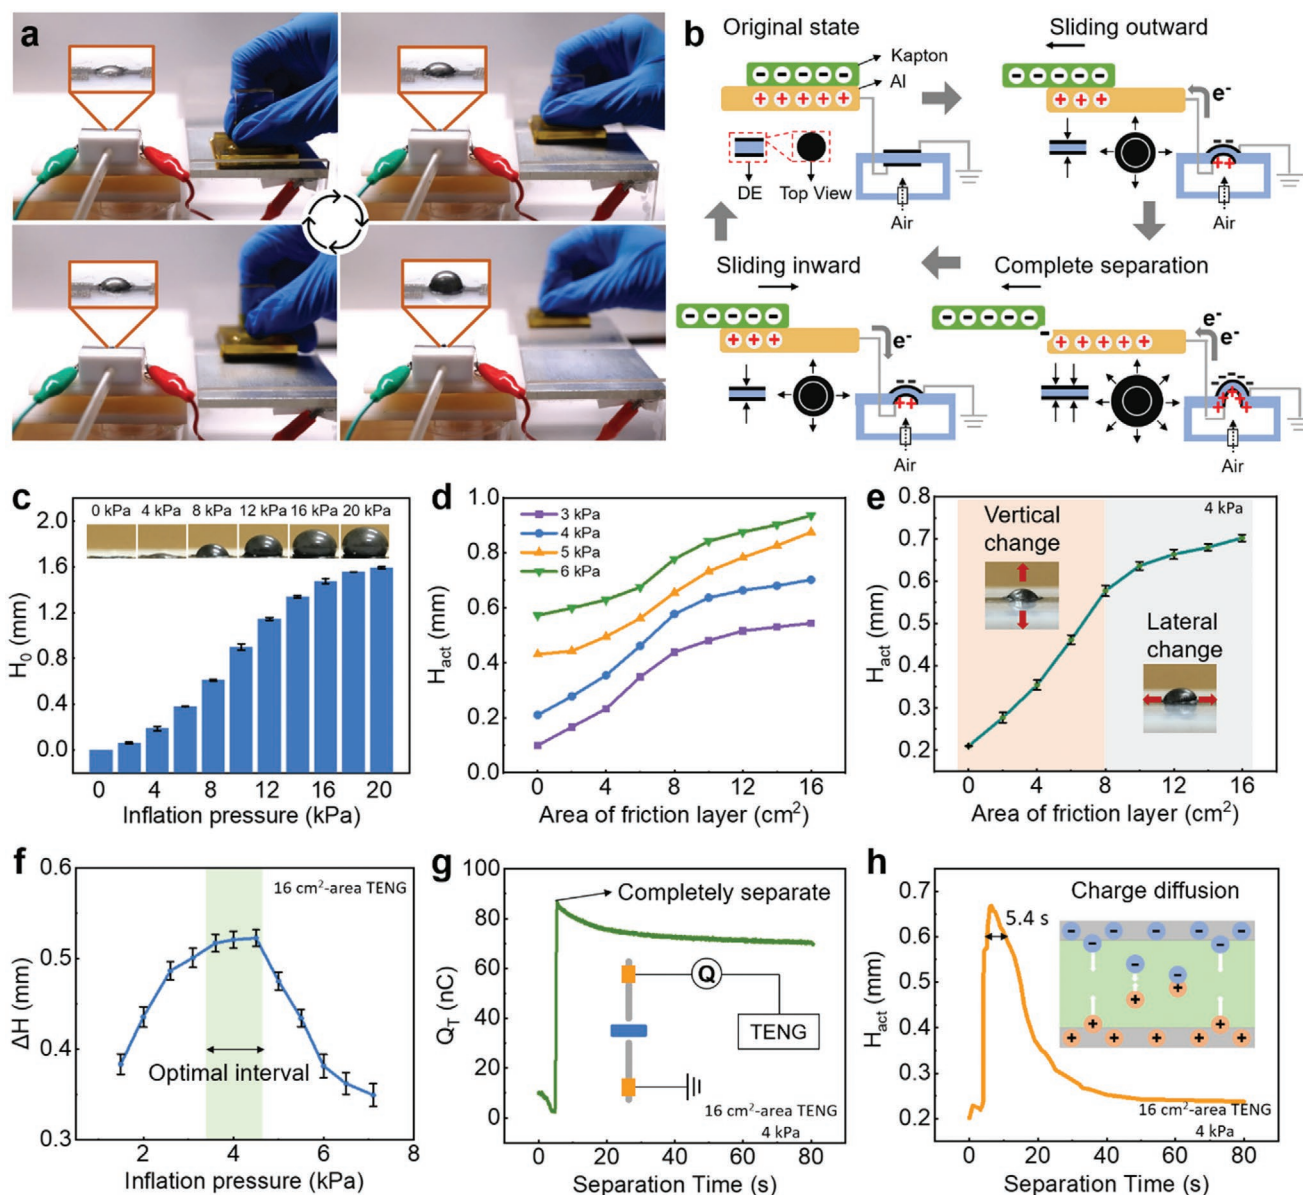 a
b
Original state
Kapton
Al
DE
Top View
Air
Sliding outward
e-
Air
Sliding inward
e-
Air
Complete separation
e-
e-
Air
c
0 kPa 4 kPa 8 kPa 12 kPa 16 kPa 20 kPa
2.0
1.6
1.2
0.8
0.4
0.0
H0 (mm)
0 4 8 12 16 20
Inflation pressure (kPa)
d
1.0
0.8
0.6
0.4
0.2
0.0
Hact (mm)
3 kPa
4 kPa
5 kPa
6 kPa
0 4 8 12 16
Area of friction layer (cm2)
e
0.8
0.7
0.6
0.5
0.4
0.3
0.2
Hact (mm)
Vertical
change
4 kPa
Lateral
change
0 4 8 12 16
Area of friction layer (cm2)
f
0.6
0.5
0.4
0.3
ΔH (mm)
16 cm2-area TENG
Optimal interval
2 4 6 8
Inflation pressure (kPa)
g
100
80
60
40
20
0
QT (nC)
Completely separate
Q
TENG
16 cm2-area TENG
4 kPa
0 20 40 60 80
Separation Time (s)
h
0.7
0.6
0.5
0.4
0.3
0.2
Hact (mm)
Charge diffusion
5.4 s
16 cm2-area TENG
4 kPa
0 20 40 60 80
Separation Time (s)